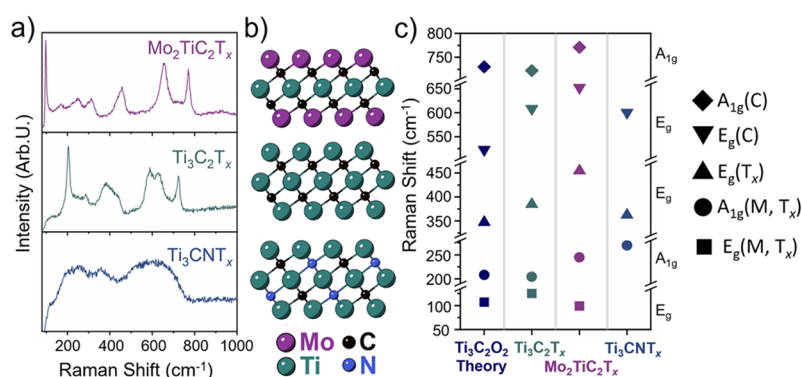 a)
Mo₂TiC₂Tₓ
Ti₃C₂Tₓ
Ti₃CNTₓ
Intensity (Arb.U.)
200 400 600 800 1000
Raman Shift (cm⁻¹)
b)
Mo C
Ti N
c)
Raman Shift (cm⁻¹)
800
750
700
650
600
550
500
450
400
350
250
200
100
50
A₁g
Eg
Eg
A₁g
Eg
Ti₃C₂O₂ Ti₃C₂Tₓ Ti₃CNTₓ
Theory Mo₂TiC₂Tₓ
A₁g(C)
Eg(C)
Eg(Tₓ)
A₁g(M, Tₓ)
Eg(M, Tₓ)